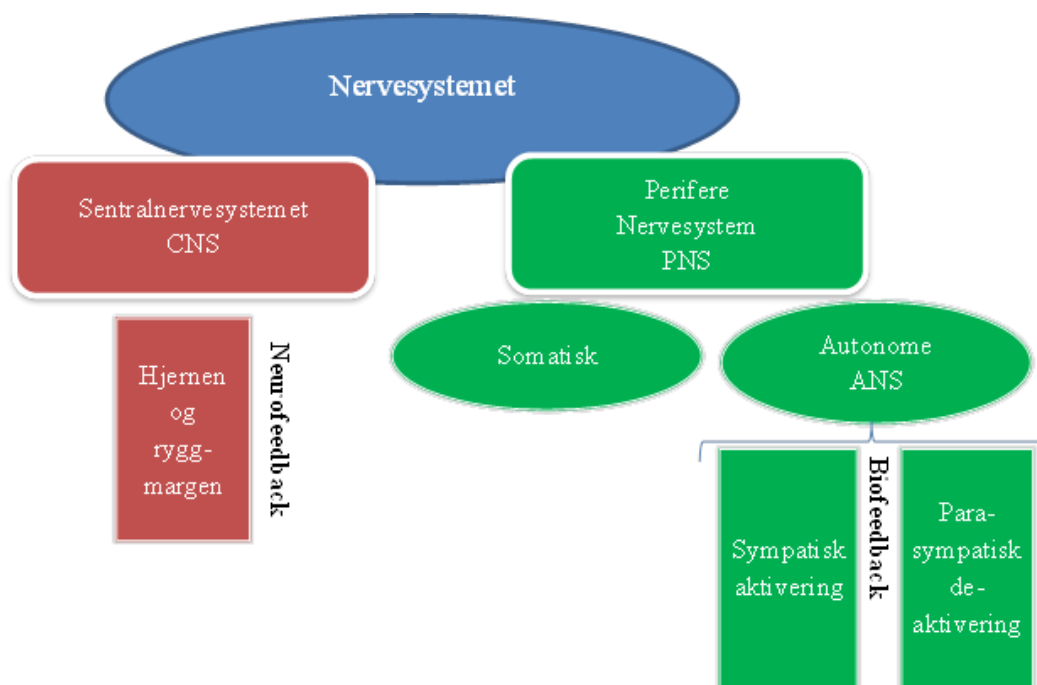 Nervesystemet
Sentralnervesystemet
CNS
Perifere
Nervesystem
PNS
Hjernen
og
rygg-
margen
Neurofeedback
Somatisk
Autonome
ANS
Sympatisk
aktivering
Biofeedback
Para-
sympatisk
de-
aktivering